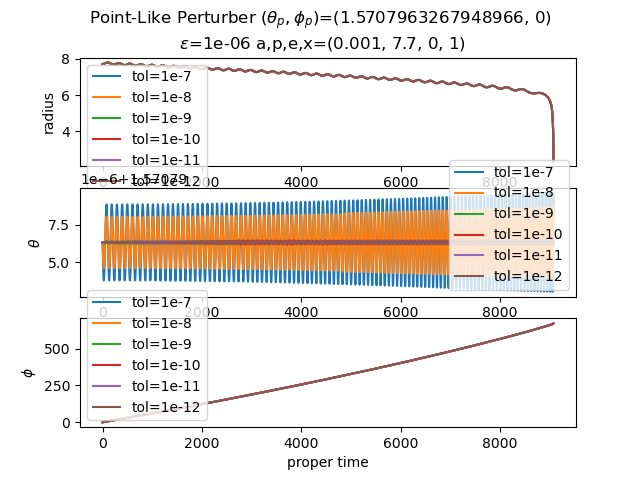 Point-Like Perturber (θp, ϕp)=(1.5707963267948966, 0)
ε=1e-06 a,p,e,x=(0.001, 7.7, 0, 1)
8
6
4
radius
tol=1e-7
tol=1e-8
tol=1e-9
tol=1e-10
tol=1e-11
tol=1e-12
0 2000 4000 6000 8000
1e−6+1.57079
7.5
5.0
θ
tol=1e-7
tol=1e-8
tol=1e-9
tol=1e-10
tol=1e-11
tol=1e-12
0 2000 4000 6000 8000
500
250
0
ϕ
tol=1e-7
tol=1e-8
tol=1e-9
tol=1e-10
tol=1e-11
tol=1e-12
0 2000 4000 6000 8000
proper time